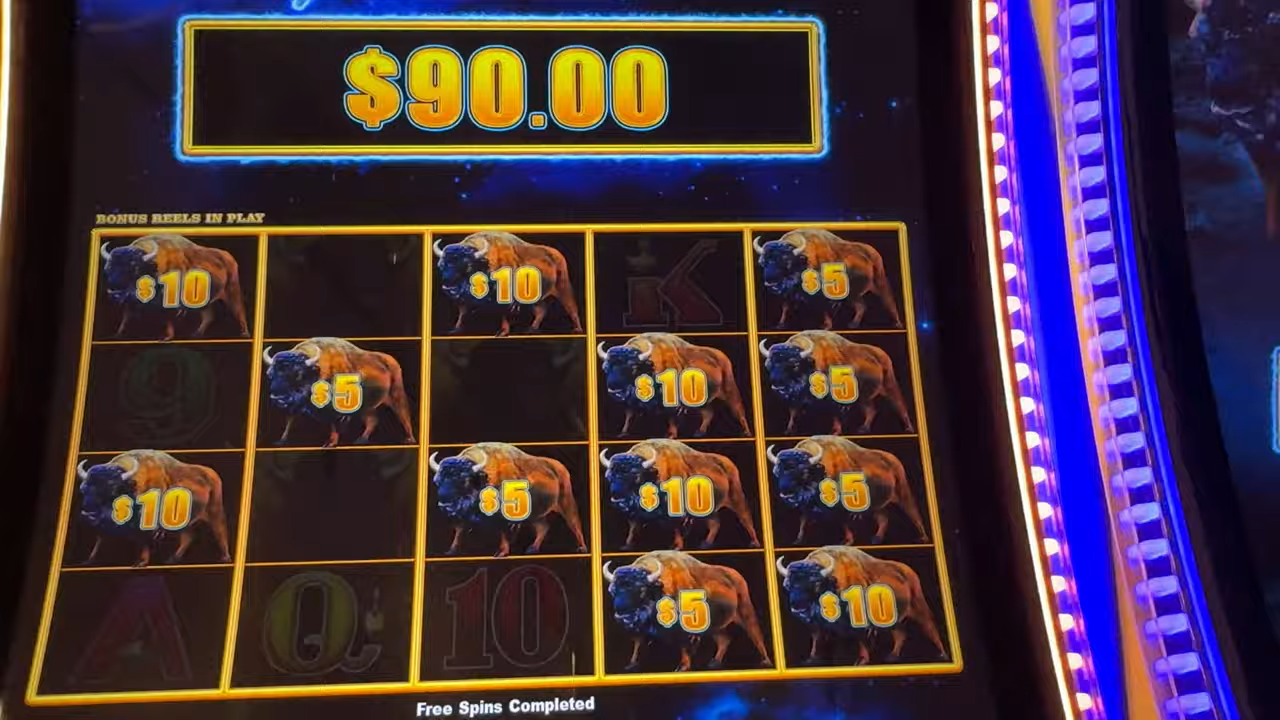 $90.00
BONUS REELS IN PLAY
$10 $10 K $5
9 $5 $10 $5
$10 $5 $10 $5
A Q 10 $5 $10
Free Spins Completed